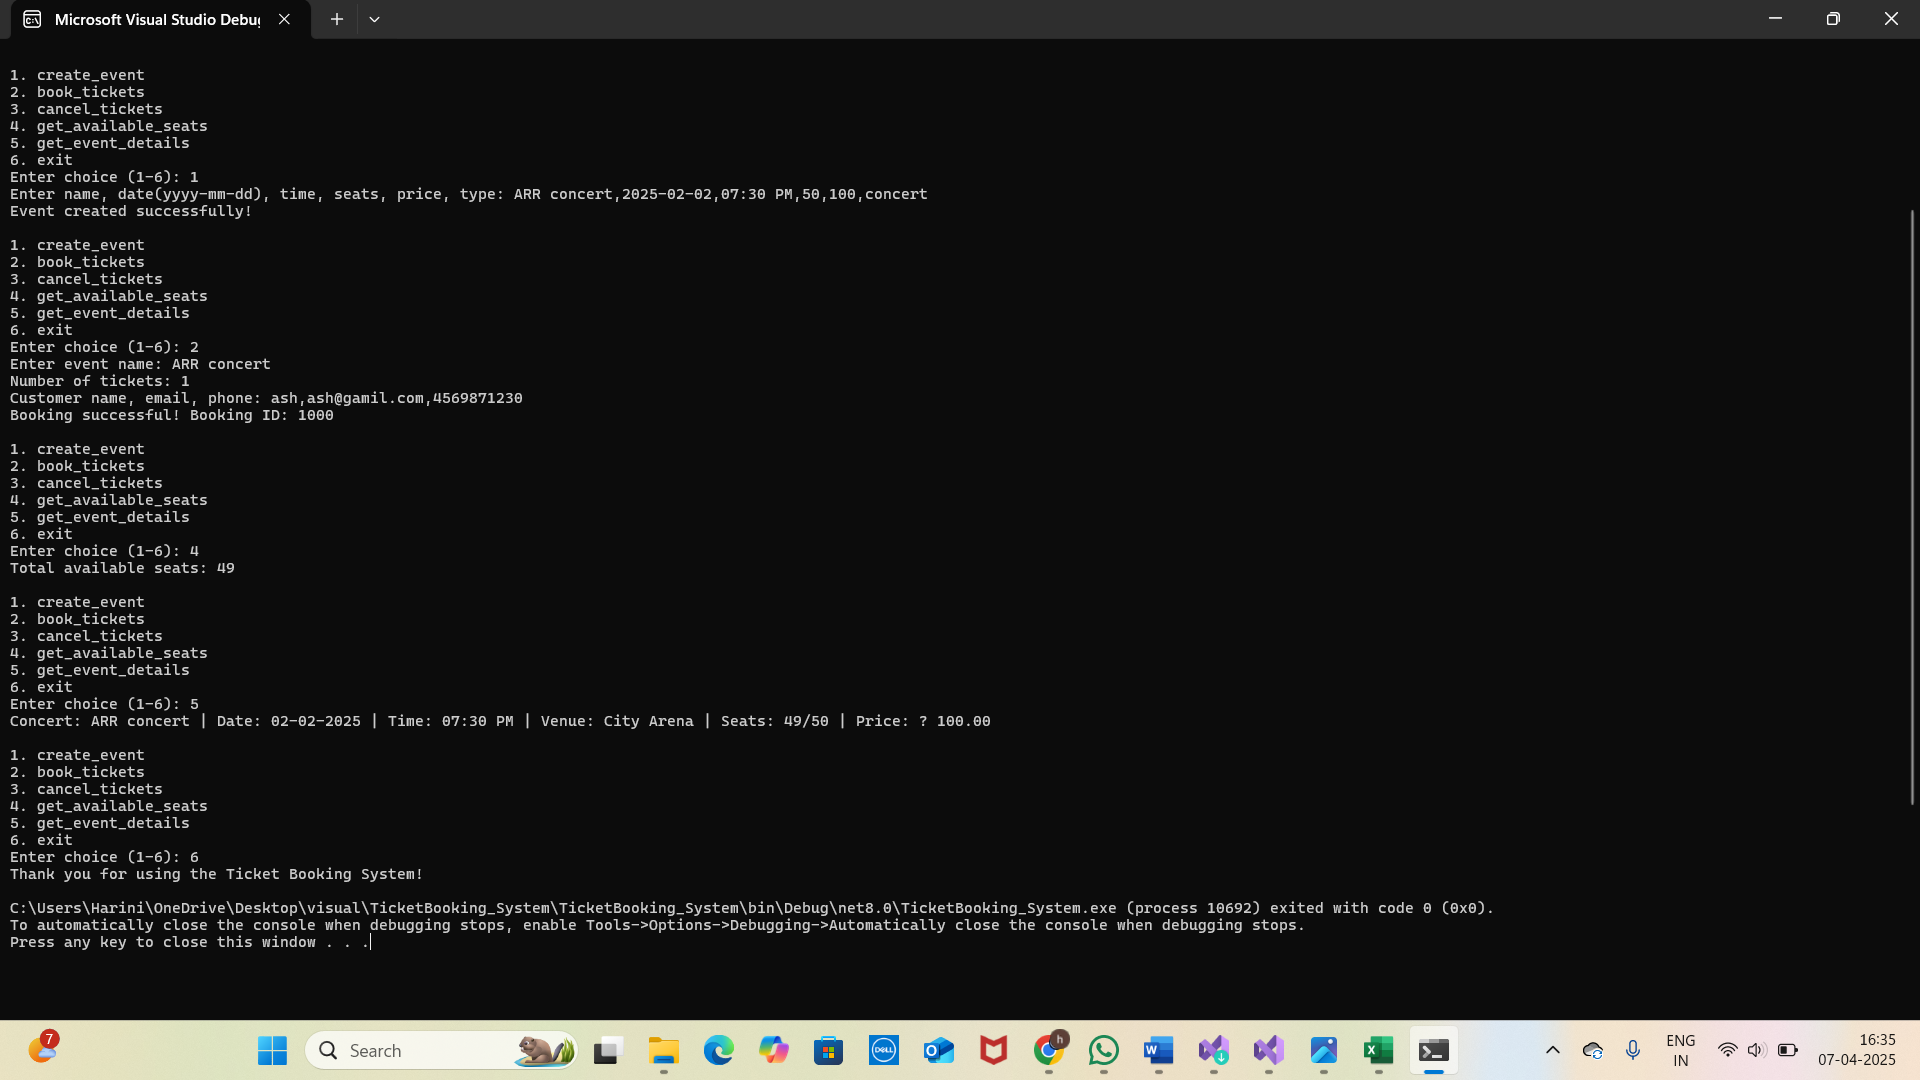 Microsoft Visual Studio Debug
1. create_event
2. book_tickets
3. cancel_tickets
4. get_available_seats
5. get_event_details
6. exit
Enter choice (1-6): 1
Enter name, date(yyyy-mm-dd), time, seats, price, type: ARR concert,2025-02-02,07:30 PM,50,100,concert
Event created successfully!
1. create_event
2. book_tickets
3. cancel_tickets
4. get_available_seats
5. get_event_details
6. exit
Enter choice (1-6): 2
Enter event name: ARR concert
Number of tickets: 1
Customer name, email, phone: ash,ash@gamil.com,4569871230
Booking successful! Booking ID: 1000
1. create_event
2. book_tickets
3. cancel_tickets
4. get_available_seats
5. get_event_details
6. exit
Enter choice (1-6): 4
Total available seats: 49
1. create_event
2. book_tickets
3. cancel_tickets
4. get_available_seats
5. get_event_details
6. exit
Enter choice (1-6): 5
Concert: ARR concert | Date: 02-02-2025 | Time: 07:30 PM | Venue: City Arena | Seats: 49/50 | Price: ? 100.00
1. create_event
2. book_tickets
3. cancel_tickets
4. get_available_seats
5. get_event_details
6. exit
Enter choice (1-6): 6
Thank you for using the Ticket Booking System!
C:\Users\Harini\OneDrive\Desktop\visual\TicketBooking_System\TicketBooking_System\bin\Debug\net8.0\TicketBooking_System.exe (process 10692) exited with code 0 (0x0).
To automatically close the console when debugging stops, enable Tools->Options->Debugging->Automatically close the console when debugging stops.
Press any key to close this window . . .
7
Search
DELL
h
ENG
IN
16:35
07-04-2025